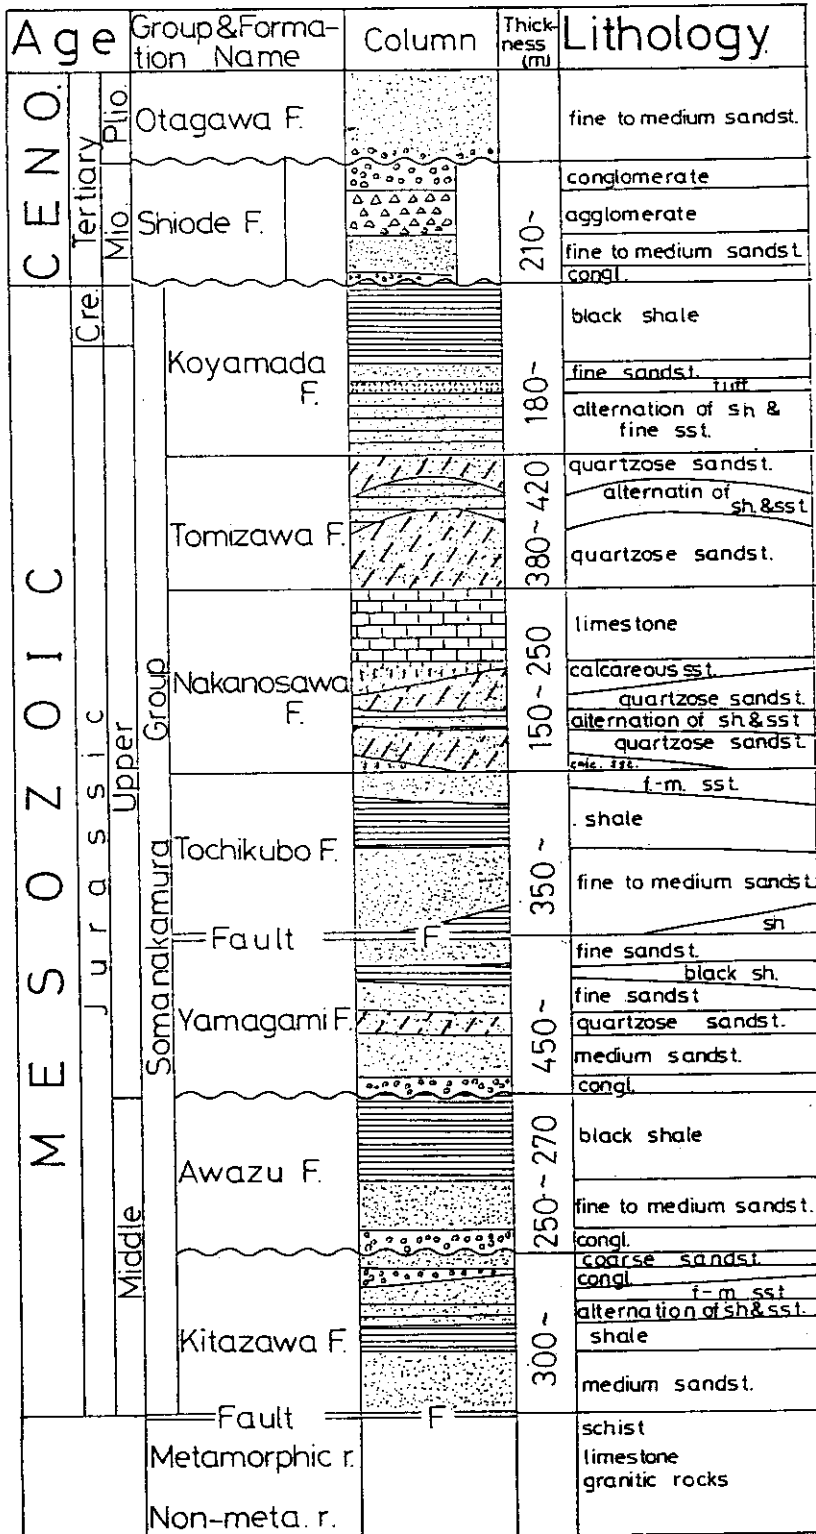 Age
Group&Forma-
tion Name
Column
Thick-
ness
(m)
Lithology
CENO.
Tertiary
Plio.
Otagawa F.
fine to medium sandst.
Mio.
Shiode F.
210~
conglomerate
agglomerate
fine to medium sandst.
congl.
MESOZOIC
Cre.
Jurassic
Upper
Middle
Somanakamura Group
Koyamada
F.
180~
black shale
fine sandst.
tuff
alternation of sh &
fine sst.
Tomizawa F.
380~420
quartzose sandst.
alternatin of
sh.&sst
quartzose sandst.
Nakanosawa
F.
150~250
limestone
calcareous sst.
quartzose sandst.
alternation of sh&sst
quartzose sandst.
calc. sst.
Tochikubo F.
350~
f.-m. sst.
shale
fine to medium sandst.
sh
Fault F
Yamagami F.
450~
fine sandst.
black sh.
fine sandst
quartzose sandst.
medium sandst.
congl.
Awazu F.
250~270
black shale
fine to medium sandst.
congl.
Kitazawa F.
300~
coarse sandst.
congl.
f-m sst
alternation of sh&sst.
shale
medium sandst.
Fault F
Metamorphic r.
Non-meta. r.
schist
limestone
granitic rocks